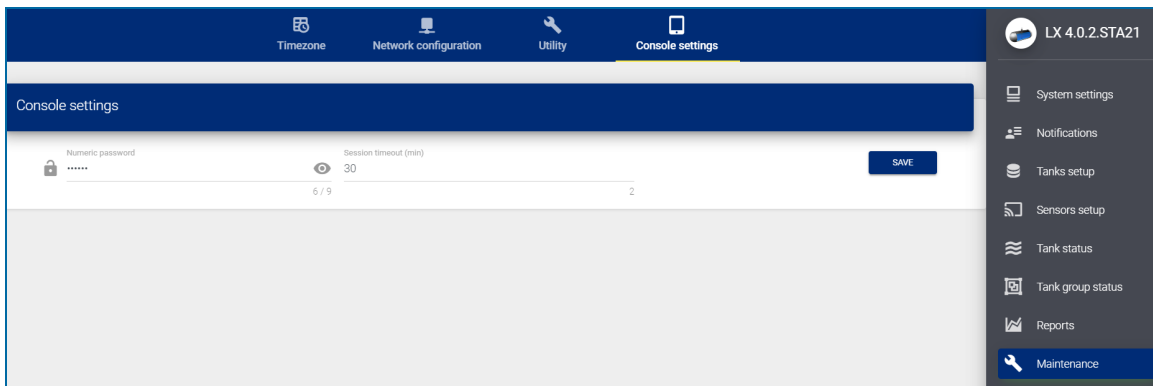 Timezone
Network configuration
Utility
Console settings
LX 4.0.2.STA21
Console settings
Numeric password
••••••
6 / 9
Session timeout (min)
30
2
SAVE
System settings
Notifications
Tanks setup
Sensors setup
Tank status
Tank group status
Reports
Maintenance